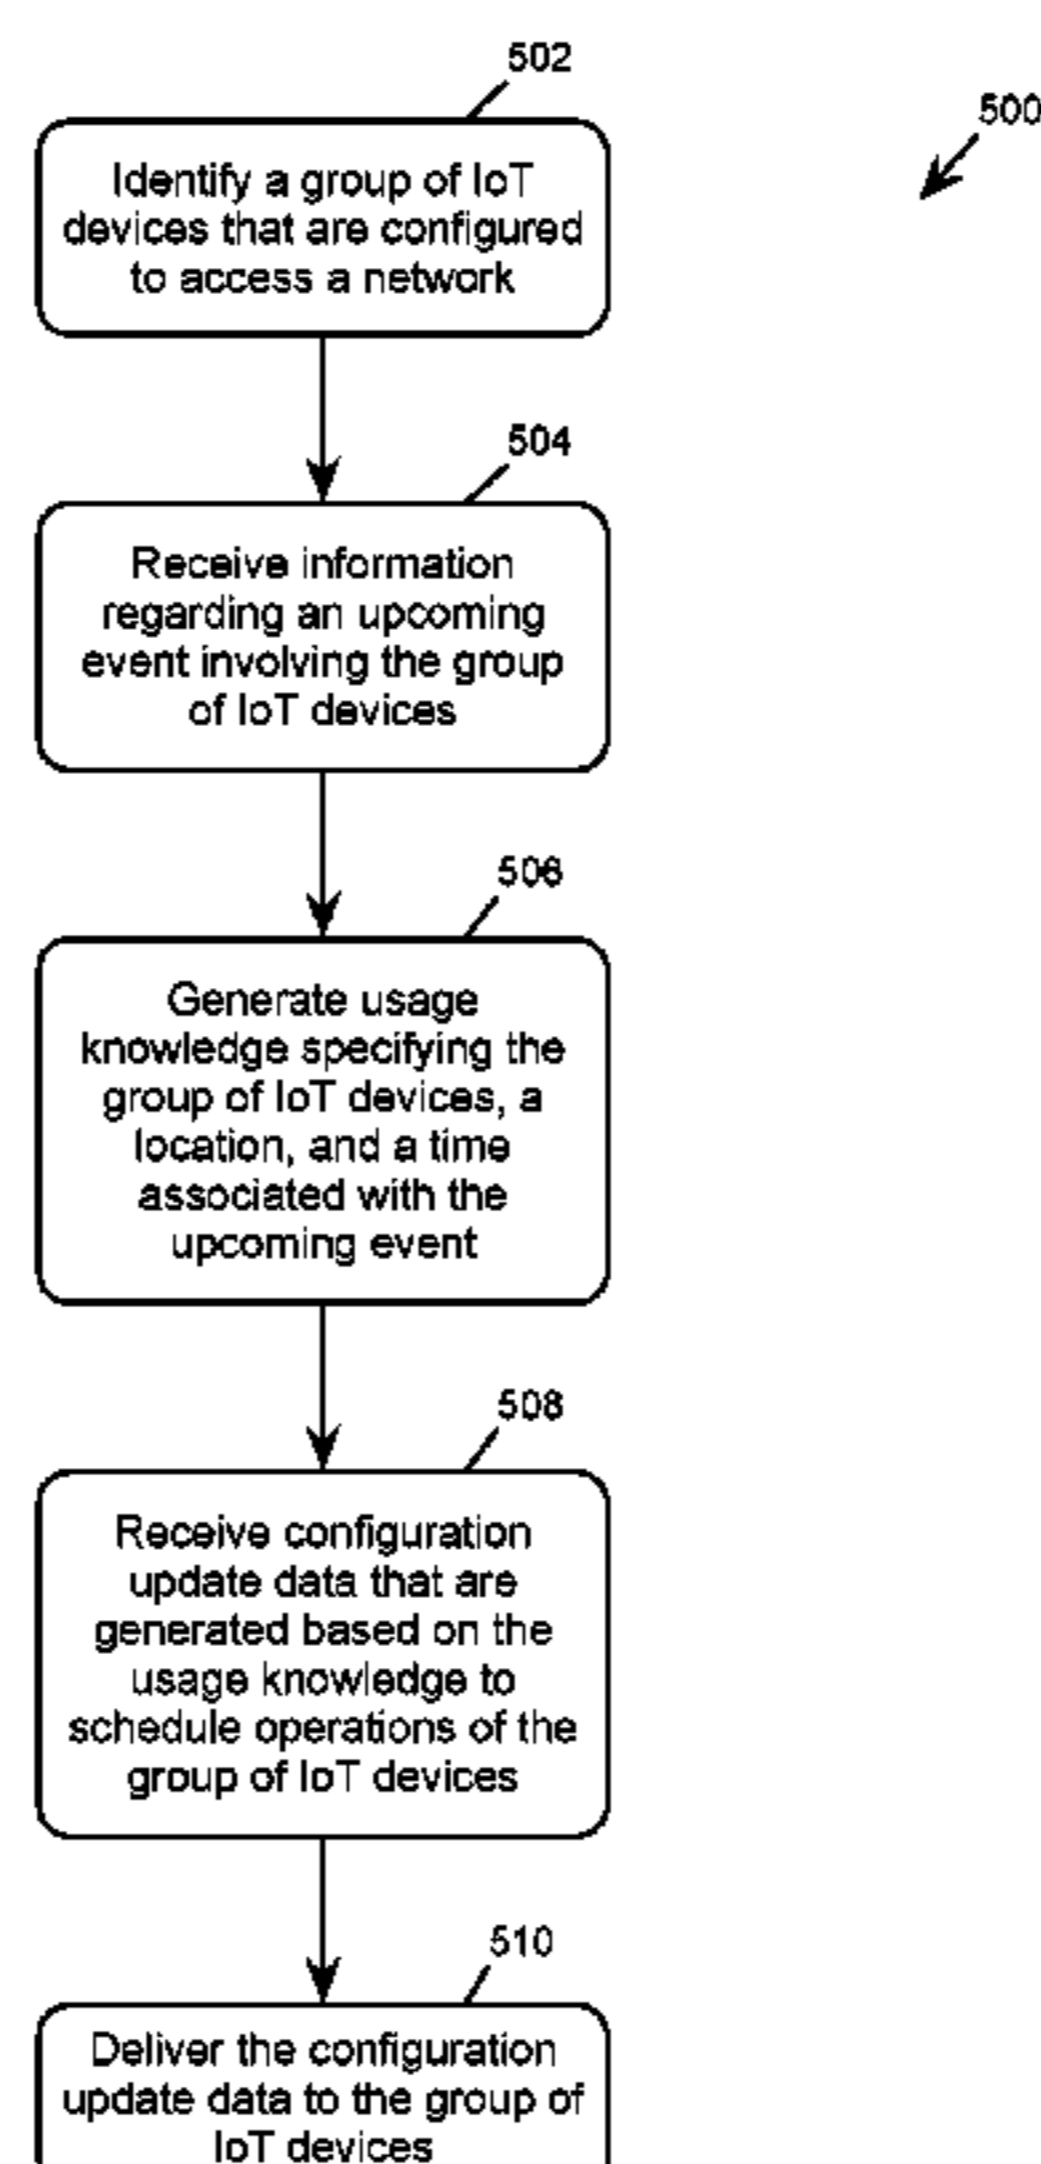 502
500
Identify a group of IoT
devices that are configured
to access a network
504
Receive information
regarding an upcoming
event involving the group
of IoT devices
506
Generate usage
knowledge specifying the
group of IoT devices, a
location, and a time
associated with the
upcoming event
508
Receive configuration
update data that are
generated based on the
usage knowledge to
schedule operations of the
group of IoT devices
510
Deliver the configuration
update data to the group of
IoT devices